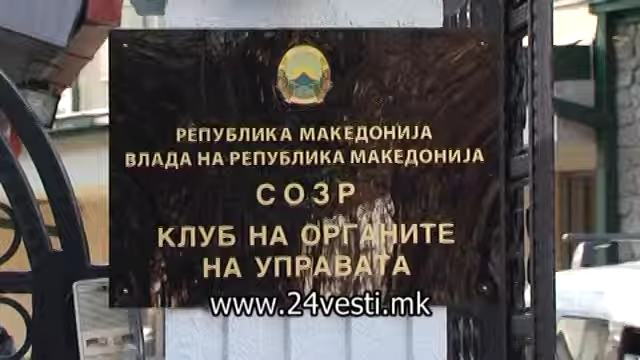 РЕПУБЛИКА МАКЕДОНИЈА
ВЛАДА НА РЕПУБЛИКА МАКЕДОНИЈА
СОЗР
КЛУБ НА ОРГАНИТЕ
НА УПРАВАТА
www.24vesti.mk